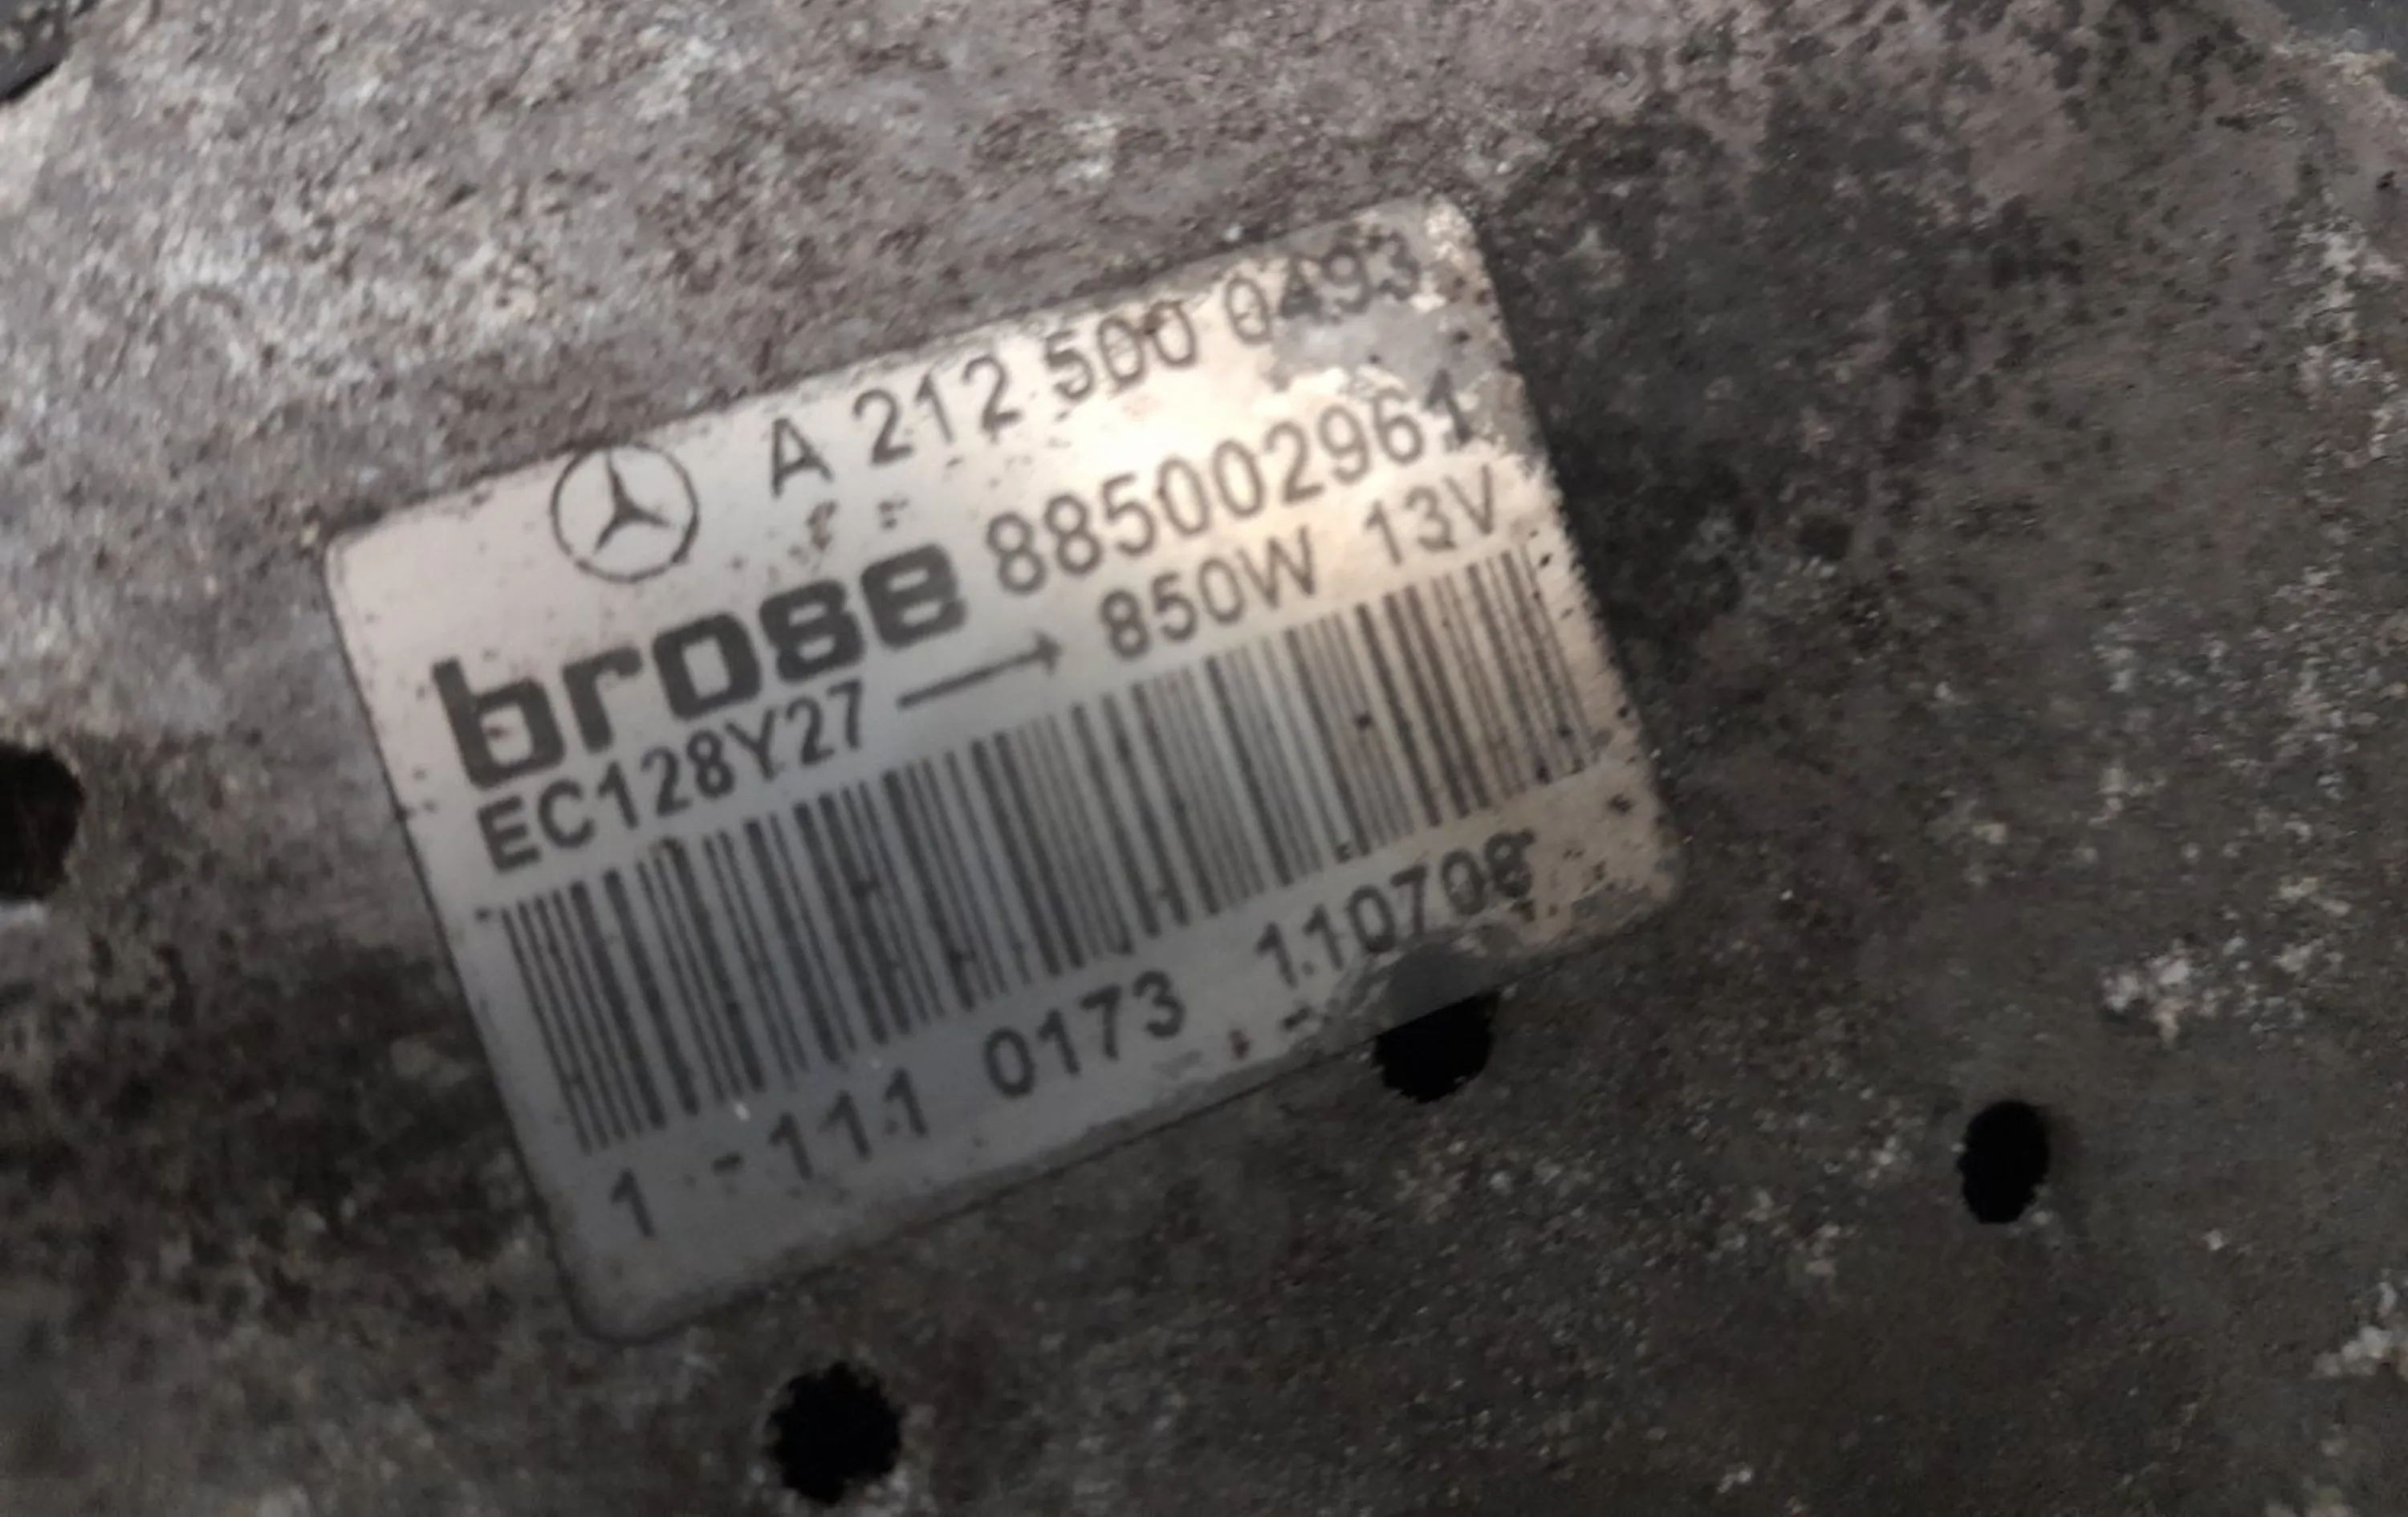 A 212 500 0493
brose 885002961
EC128Y27 → 850W 13V
1 -111 0173 110708